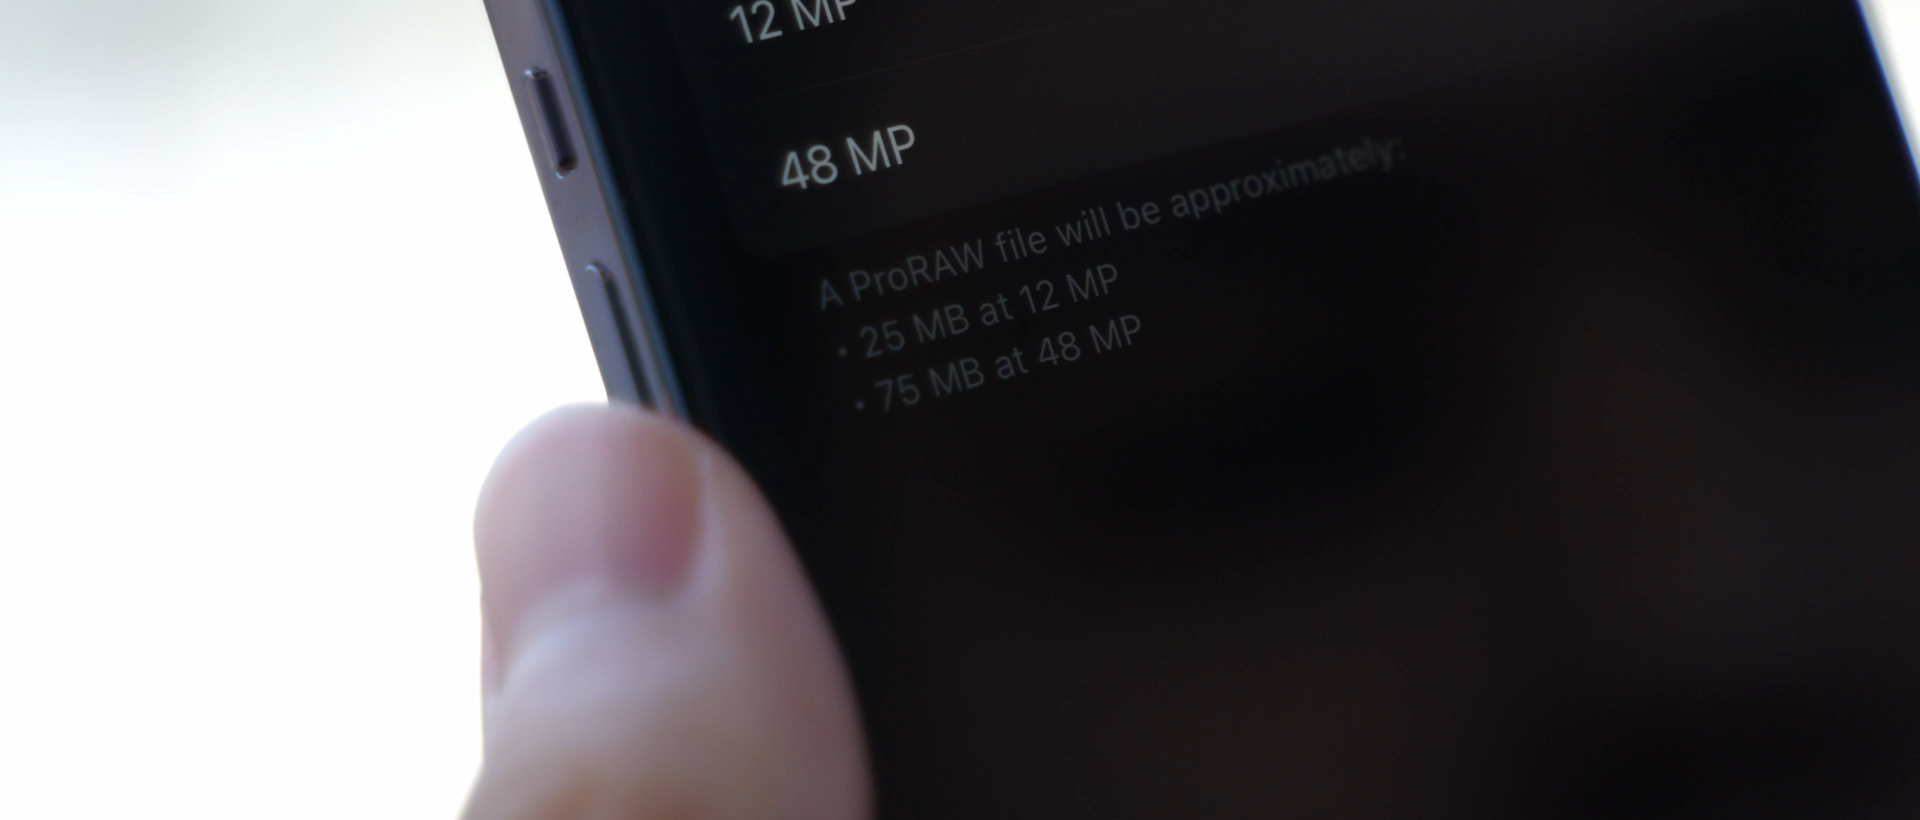 12 MP
48 MP
A ProRAW file will be approximately:
• 25 MB at 12 MP
• 75 MB at 48 MP